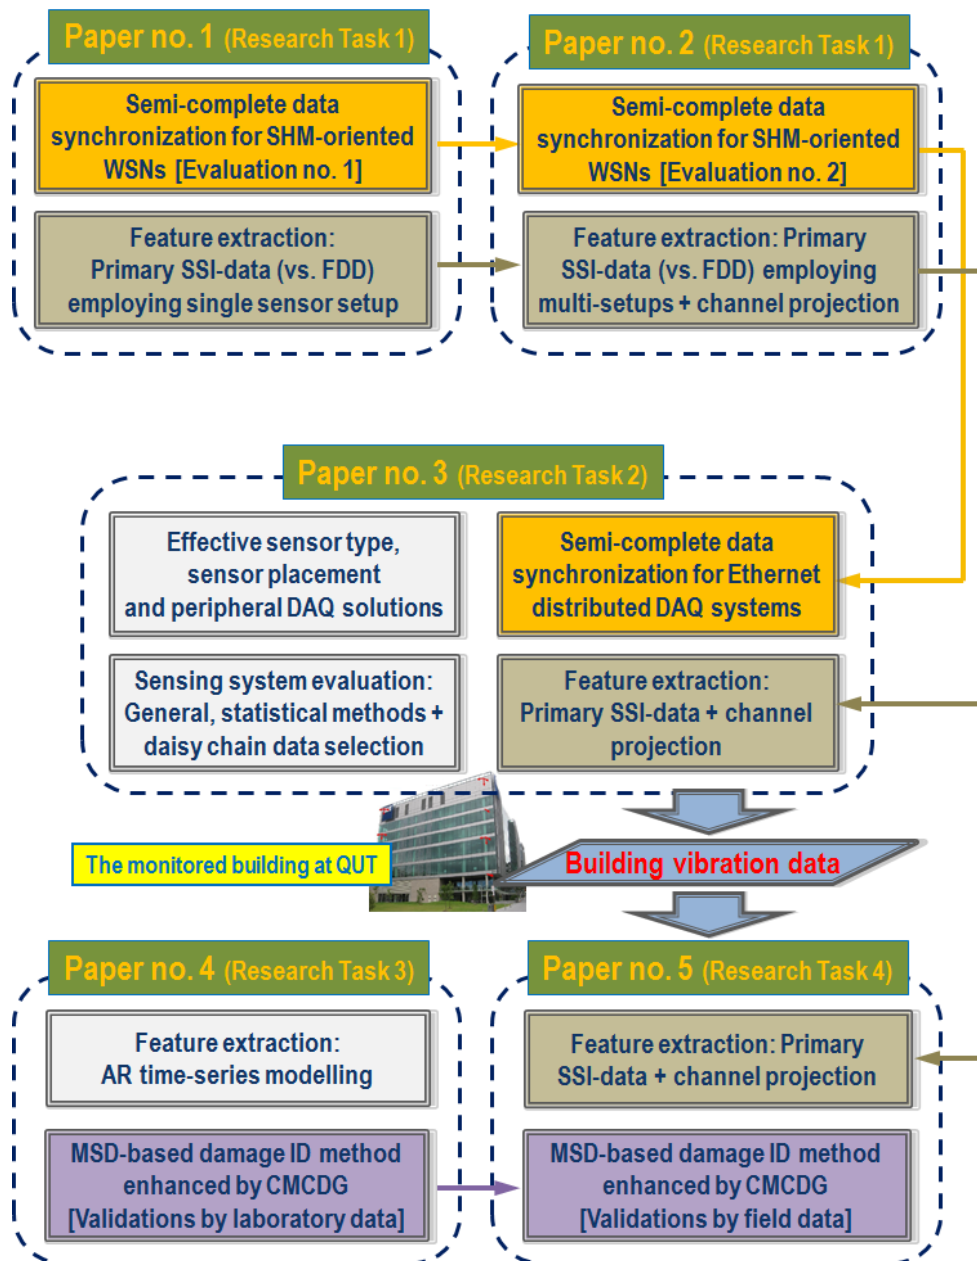 Paper no. 1 (Research Task 1)
Semi-complete data
synchronization for SHM-oriented
WSNs [Evaluation no. 1]
Feature extraction:
Primary SSI-data (vs. FDD)
employing single sensor setup
Paper no. 2 (Research Task 1)
Semi-complete data
synchronization for SHM-oriented
WSNs [Evaluation no. 2]
Feature extraction: Primary
SSI-data (vs. FDD) employing
multi-setups + channel projection
Paper no. 3 (Research Task 2)
Effective sensor type,
sensor placement
and peripheral DAQ solutions
Semi-complete data
synchronization for Ethernet
distributed DAQ systems
Sensing system evaluation:
General, statistical methods +
daisy chain data selection
Feature extraction:
Primary SSI-data + channel
projection
The monitored building at QUT
Building vibration data
Paper no. 4 (Research Task 3)
Feature extraction:
AR time-series modelling
MSD-based damage ID method
enhanced by CMCDG
[Validations by laboratory data]
Paper no. 5 (Research Task 4)
Feature extraction: Primary
SSI-data + channel projection
MSD-based damage ID method
enhanced by CMCDG
[Validations by field data]